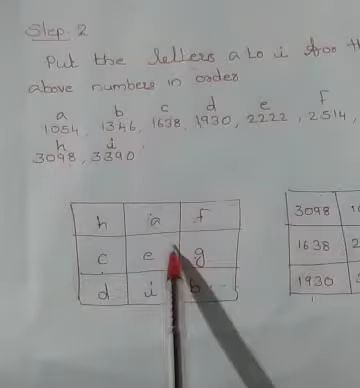 Step 2
Put the letters a to i from
above numbers in order
a b c d e f
1054, 1346, 1638, 1930, 2222, 2514,
h i
3098, 3390
h a f
c e g
d i b
3098
1638
1930